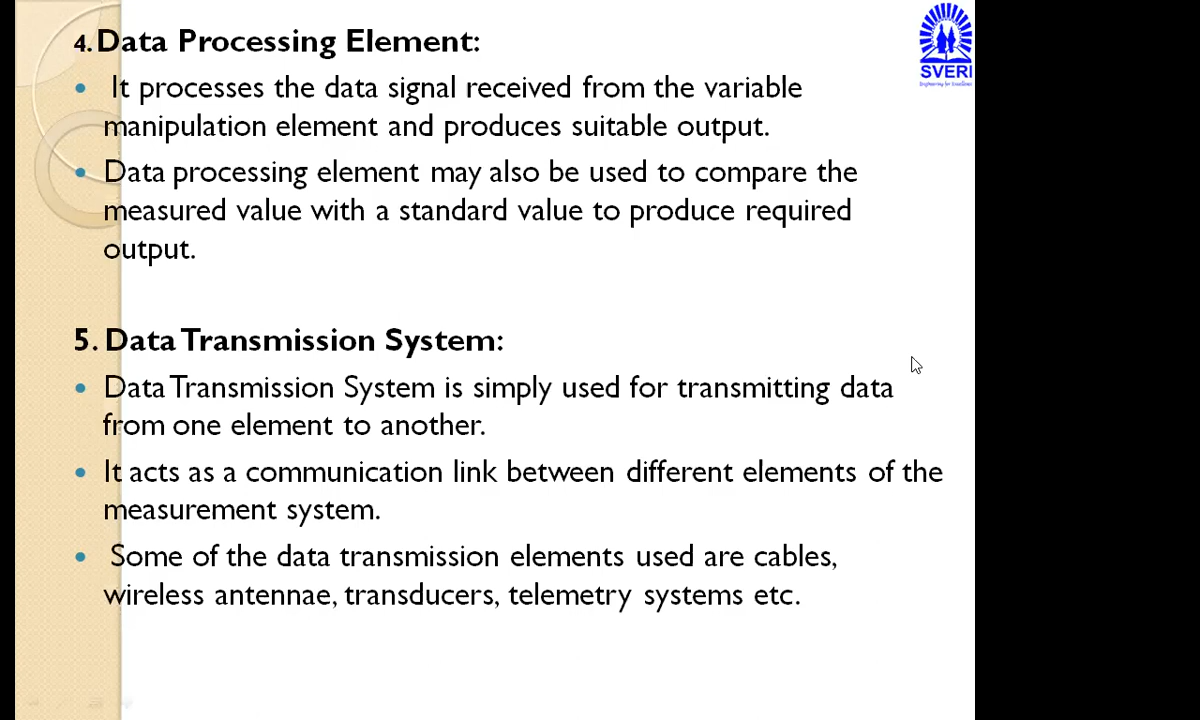 4. Data Processing Element:
• It processes the data signal received from the variable
manipulation element and produces suitable output.
• Data processing element may also be used to compare the
measured value with a standard value to produce required
output.
5. Data Transmission System:
• Data Transmission System is simply used for transmitting data
from one element to another.
• It acts as a communication link between different elements of the
measurement system.
• Some of the data transmission elements used are cables,
wireless antennae, transducers, telemetry systems etc.
SVERI
Engineering for Excellence